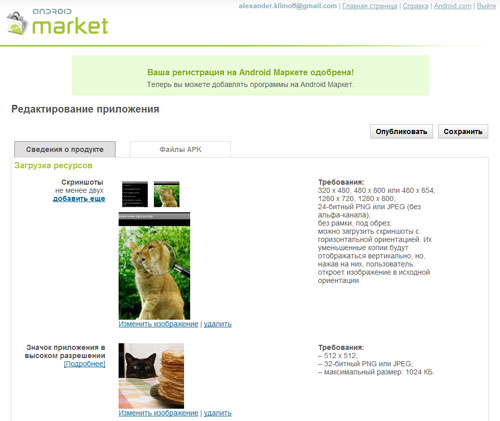 alexander.klimoff@gmail.com | Главная страница | Справка | Android.com | Выйти
ANDROID
market
Ваша регистрация на Android Маркете одобрена!
Теперь вы можете добавлять программы на Android Маркет.
Редактирование приложения
Опубликовать Сохранить
Сведения о продукте Файлы APK
Загрузка ресурсов
Скриншоты
не менее двух
добавить еще
Изменить изображение | удалить
Требования:
320 x 480, 480 x 800 или 480 x 854;
1280 x 720, 1280 x 800;
24-битный PNG или JPEG (без
альфа-канала);
без рамки, под обрез;
можно загрузить скриншоты с
горизонтальной ориентацией. Их
уменьшенные копии будут
отображаться вертикально, но,
нажав на них, пользователь
откроет изображение в исходной
ориентации.
Значок приложения в
высоком разрешении
[Подробнее]
Изменить изображение | удалить
Требования:
– 512 x 512;
– 32-битный PNG или JPEG;
– максимальный размер: 1024 КБ.